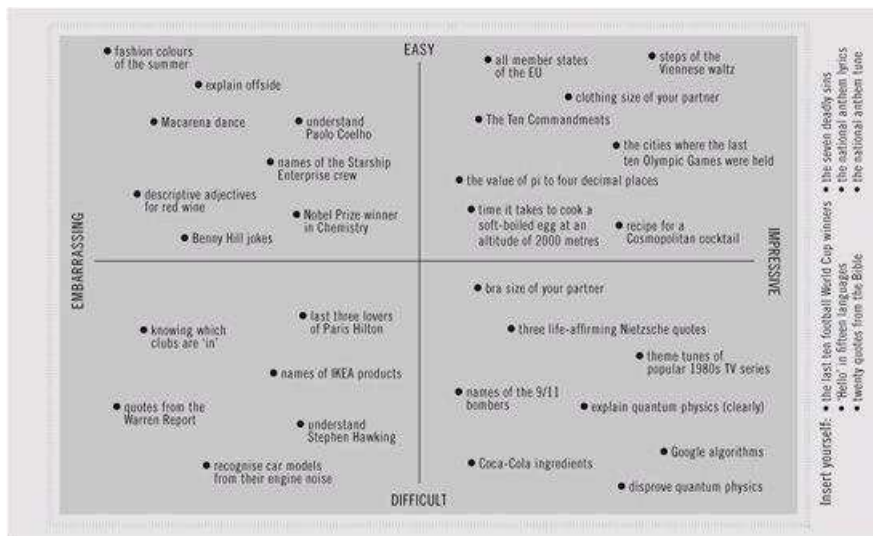 EASY
• fashion colours
of the summer
• explain offside
• Macarena dance
• understand
Paolo Coelho
• names of the Starship
Enterprise crew
• descriptive adjectives
for red wine
• Nobel Prize winner
in Chemistry
• Benny Hill jokes
• all member states
of the EU
• steps of the
Viennese waltz
• clothing size of your partner
• The Ten Commandments
• the cities where the last
ten Olympic Games were held
• the value of pi to four decimal places
• time it takes to cook a
soft-boiled egg at an
altitude of 2000 metres
• recipe for a
Cosmopolitan cocktail
EMBARRASSING
IMPRESSIVE
• last three lovers
of Paris Hilton
• knowing which
clubs are ‘in’
• names of IKEA products
• quotes from the
Warren Report
• understand
Stephen Hawking
• recognise car models
from their engine noise
• bra size of your partner
• three life-affirming Nietzsche quotes
• theme tunes of
popular 1980s TV series
• names of the 9/11
bombers
• explain quantum physics (clearly)
• Google algorithms
• Coca-Cola ingredients
• disprove quantum physics
DIFFICULT
Insert yourself: • the last ten football World Cup winners • the seven deadly sins
• ‘Hello’ in fifteen languages • the national anthem lyrics
• twenty quotes from the Bible • the national anthem tune